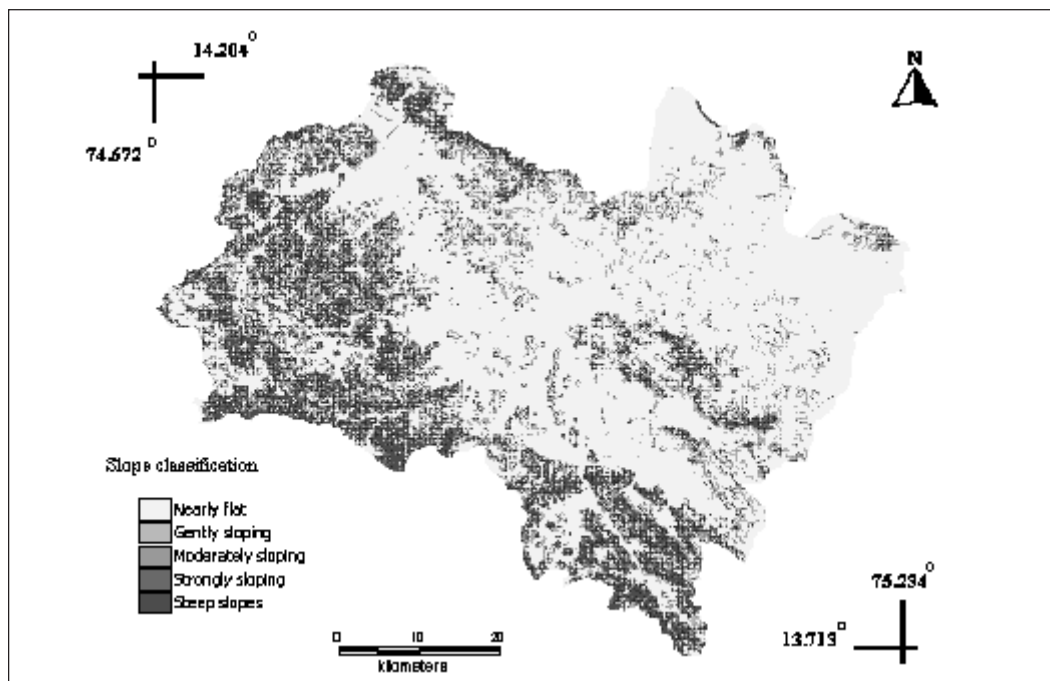 14.204°
N
74.672°
Slope classification
Nearly flat
Gently sloping
Moderately sloping
Strongly sloping
Steep slopes
75.234°
13.713°
0 10 20
kilometers